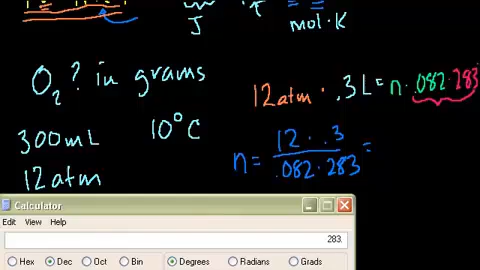 J
mol·K
O₂? in grams
12atm · .3L = n · .082 · 283
300mL 10°C
n = 12 · .3 / .082 · 283 =
12atm
Calculator
Edit View Help
283.
Hex Dec Oct Bin Degrees Radians Grads